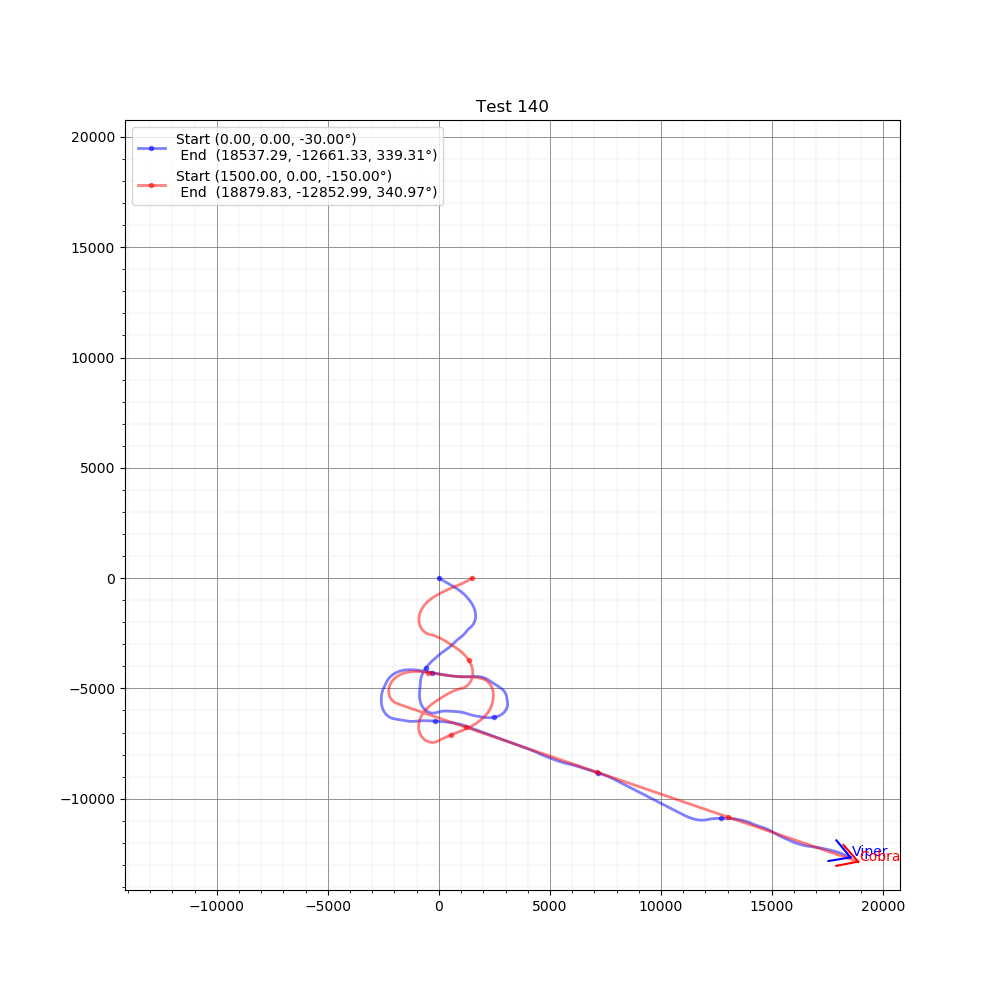 Test 140
Start (0.00, 0.00, -30.00°)
End (18537.29, -12661.33, 339.31°)
Start (1500.00, 0.00, -150.00°)
End (18879.83, -12852.99, 340.97°)
20000
15000
10000
5000
0
−5000
−10000
Viper
Cobra
−10000
−5000
0
5000
10000
15000
20000